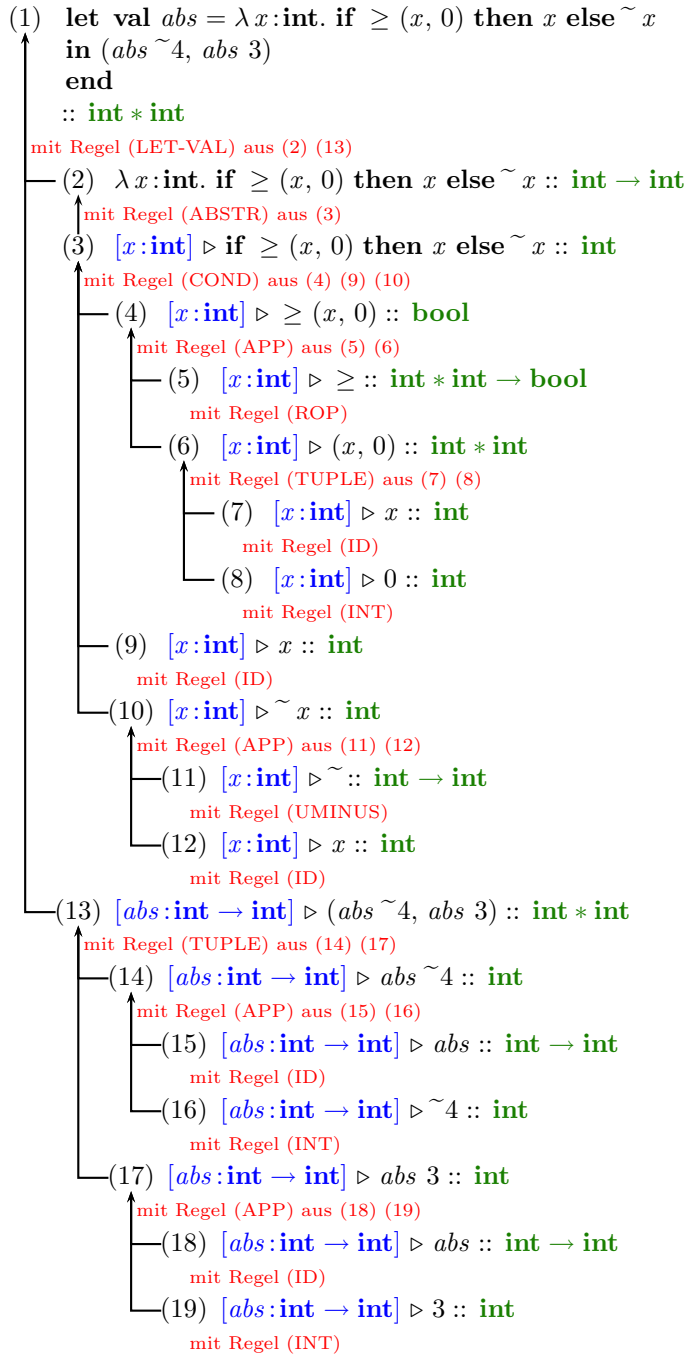 (1) let val abs = λ x : int. if ≥ (x, 0) then x else ~ x
in (abs ~4, abs 3)
end
:: int ∗ int
mit Regel (LET-VAL) aus (2) (13)
(2) λ x : int. if ≥ (x, 0) then x else ~ x :: int → int
mit Regel (ABSTR) aus (3)
(3) [x : int] ▹ if ≥ (x, 0) then x else ~ x :: int
mit Regel (COND) aus (4) (9) (10)
(4) [x : int] ▹ ≥ (x, 0) :: bool
mit Regel (APP) aus (5) (6)
(5) [x : int] ▹ ≥ :: int ∗ int → bool
mit Regel (ROP)
(6) [x : int] ▹ (x, 0) :: int ∗ int
mit Regel (TUPLE) aus (7) (8)
(7) [x : int] ▹ x :: int
mit Regel (ID)
(8) [x : int] ▹ 0 :: int
mit Regel (INT)
(9) [x : int] ▹ x :: int
mit Regel (ID)
(10) [x : int] ▹ ~ x :: int
mit Regel (APP) aus (11) (12)
(11) [x : int] ▹ ~ :: int → int
mit Regel (UMINUS)
(12) [x : int] ▹ x :: int
mit Regel (ID)
(13) [abs : int → int] ▹ (abs ~4, abs 3) :: int ∗ int
mit Regel (TUPLE) aus (14) (17)
(14) [abs : int → int] ▹ abs ~4 :: int
mit Regel (APP) aus (15) (16)
(15) [abs : int → int] ▹ abs :: int → int
mit Regel (ID)
(16) [abs : int → int] ▹ ~4 :: int
mit Regel (INT)
(17) [abs : int → int] ▹ abs 3 :: int
mit Regel (APP) aus (18) (19)
(18) [abs : int → int] ▹ abs :: int → int
mit Regel (ID)
(19) [abs : int → int] ▹ 3 :: int
mit Regel (INT)